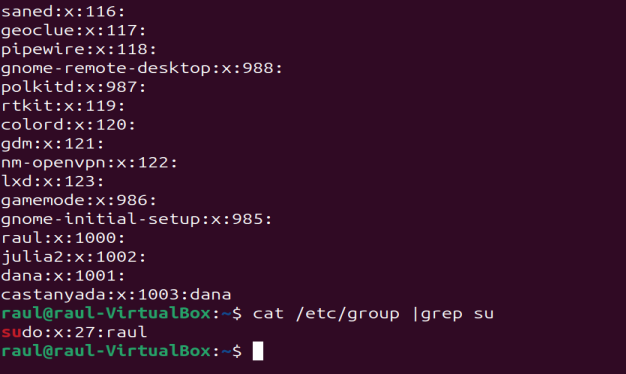 saned:x:116:
geoclue:x:117:
pipewire:x:118:
gnome-remote-desktop:x:988:
polkitd:x:987:
rtkit:x:119:
colord:x:120:
gdm:x:121:
nm-openvpn:x:122:
lxd:x:123:
gamemode:x:986:
gnome-initial-setup:x:985:
raul:x:1000:
julia2:x:1002:
dana:x:1001:
castanyada:x:1003:dana
raul@raul-VirtualBox:~$ cat /etc/group |grep su
sudo:x:27:raul
raul@raul-VirtualBox:~$